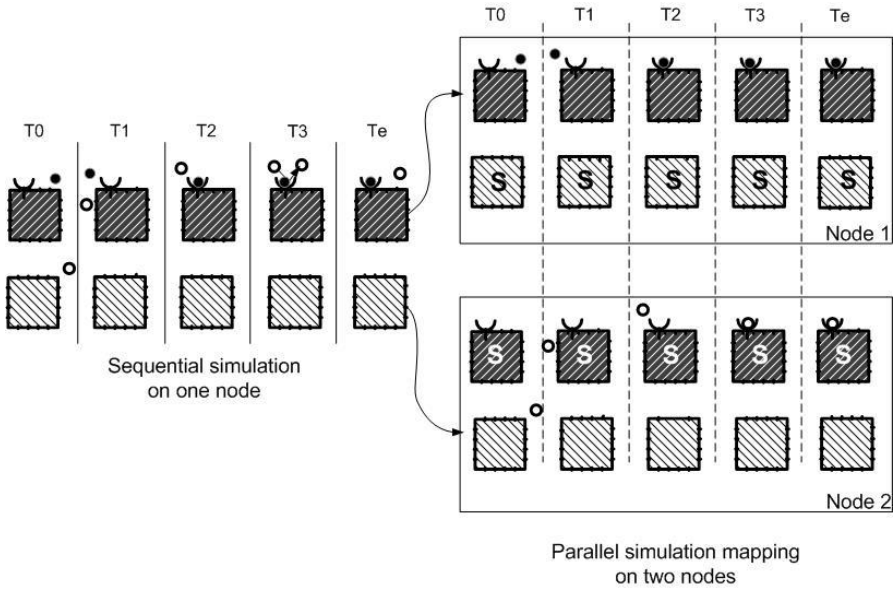 T0 T1 T2 T3 Te
T0 T1 T2 T3 Te
S S S S S
Node 1
S S S S S
Sequential simulation
on one node
Node 2
Parallel simulation mapping
on two nodes